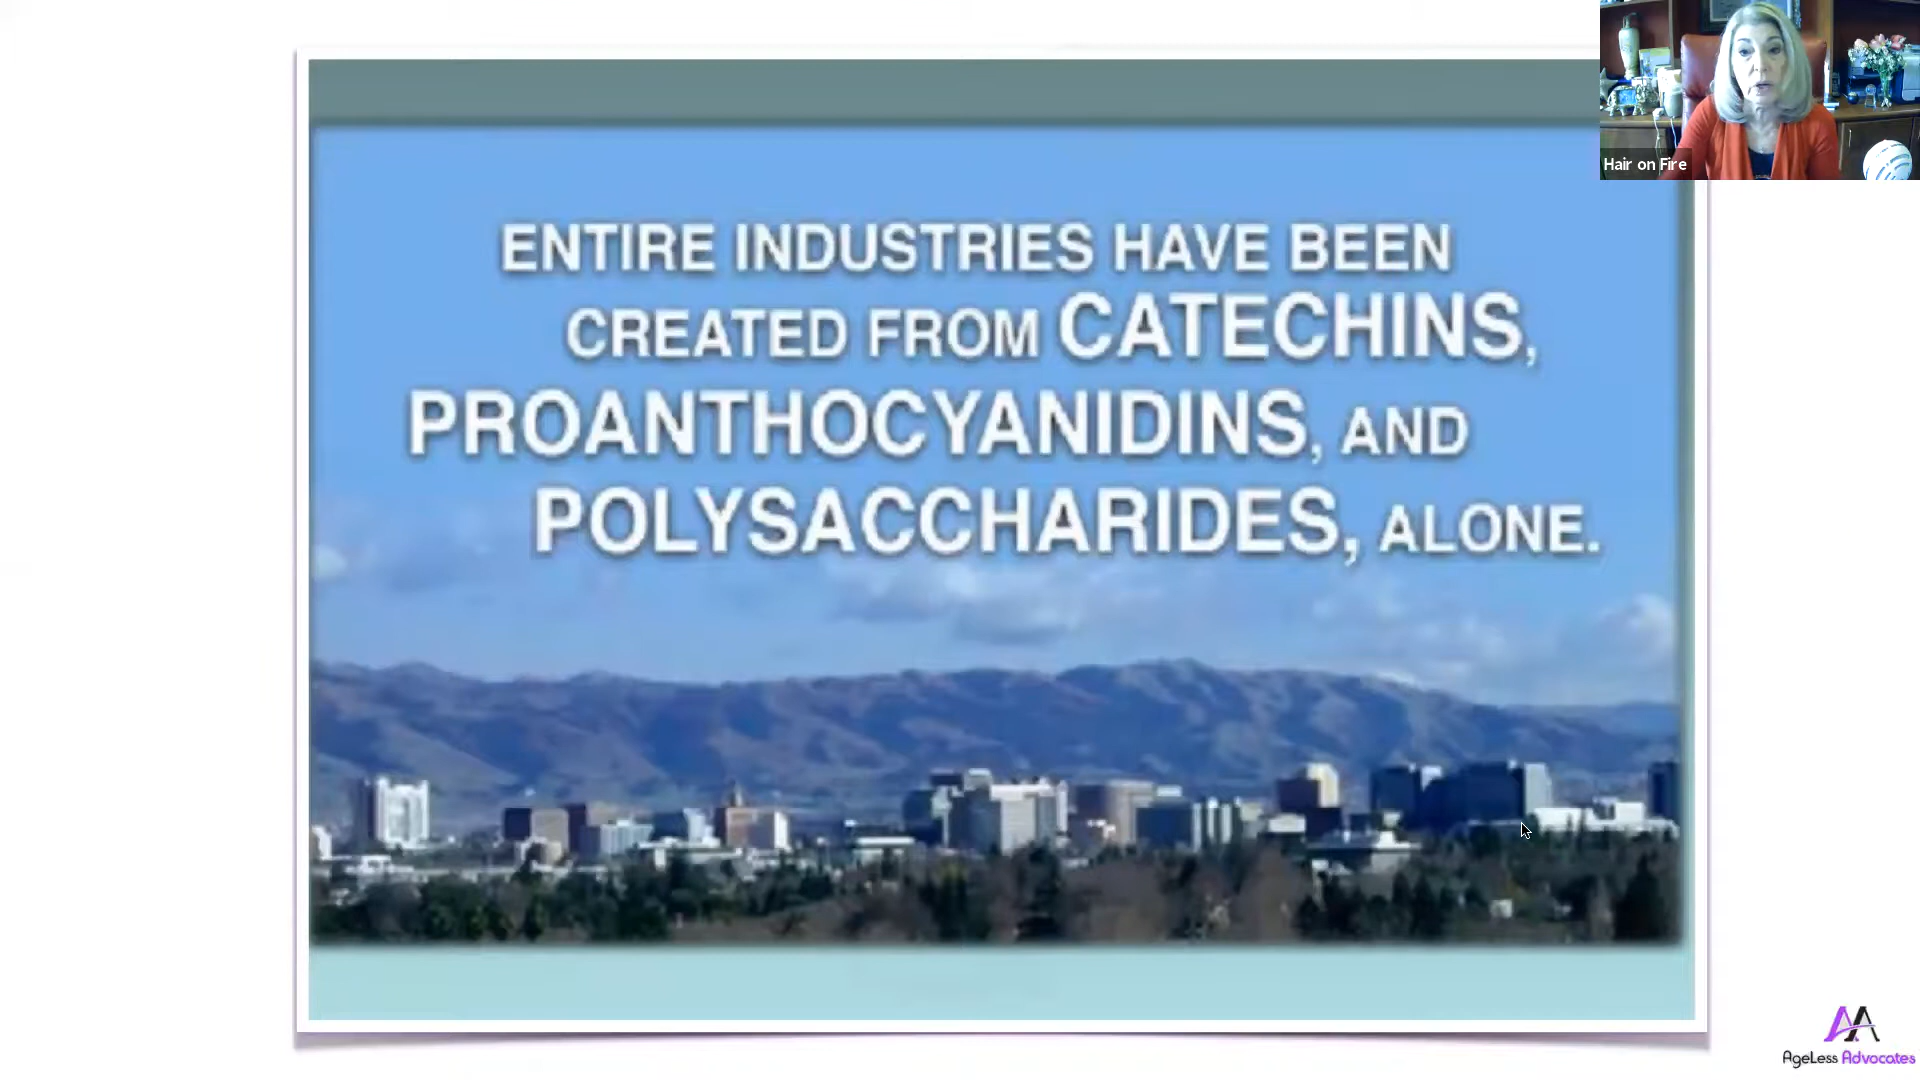 ENTIRE INDUSTRIES HAVE BEEN
CREATED FROM CATECHINS,
PROANTHOCYANIDINS, AND
POLYSACCHARIDES, ALONE.
Hair on Fire
AgeLess Advocates